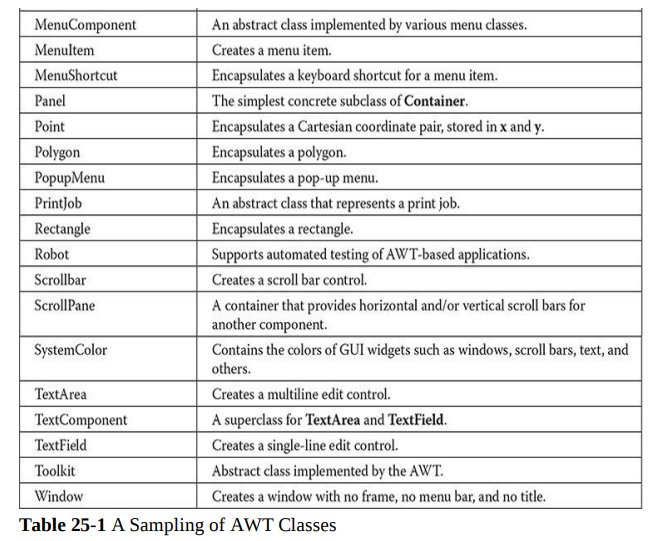 MenuComponent An abstract class implemented by various menu classes.
MenuItem Creates a menu item.
MenuShortcut Encapsulates a keyboard shortcut for a menu item.
Panel The simplest concrete subclass of Container.
Point Encapsulates a Cartesian coordinate pair, stored in x and y.
Polygon Encapsulates a polygon.
PopupMenu Encapsulates a pop-up menu.
PrintJob An abstract class that represents a print job.
Rectangle Encapsulates a rectangle.
Robot Supports automated testing of AWT-based applications.
Scrollbar Creates a scroll bar control.
ScrollPane A container that provides horizontal and/or vertical scroll bars for
another component.
SystemColor Contains the colors of GUI widgets such as windows, scroll bars, text, and
others.
TextArea Creates a multiline edit control.
TextComponent A superclass for TextArea and TextField.
TextField Creates a single-line edit control.
Toolkit Abstract class implemented by the AWT.
Window Creates a window with no frame, no menu bar, and no title.
Table 25-1 A Sampling of AWT Classes